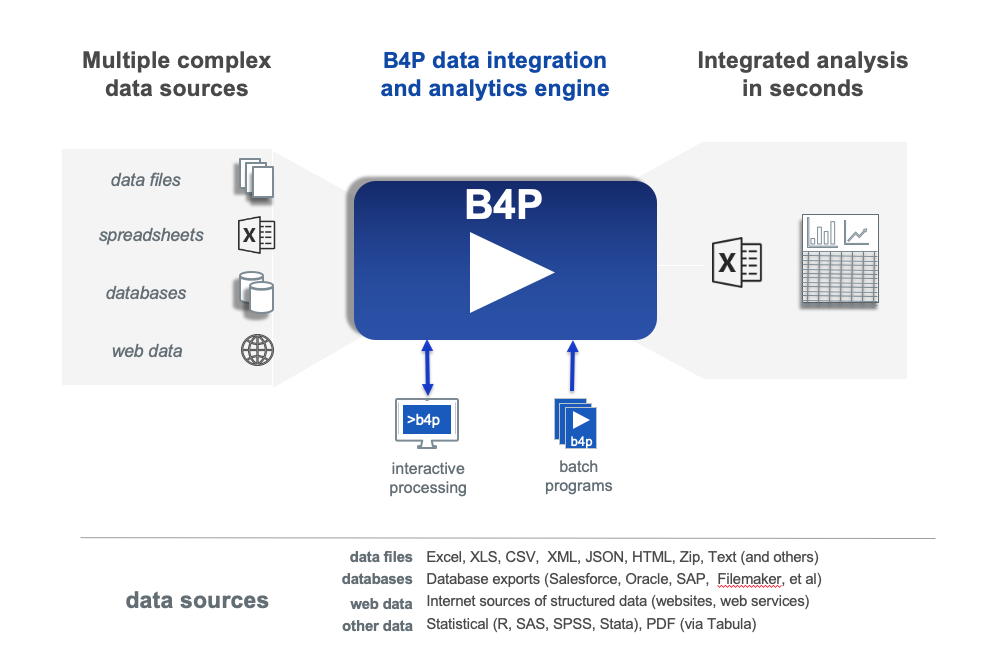 Multiple complex
data sources
B4P data integration
and analytics engine
Integrated analysis
in seconds
data files
spreadsheets
X
databases
web data
B4P
X
>b4p
b4p
interactive
processing
batch
programs
data sources
data files Excel, XLS, CSV, XML, JSON, HTML, Zip, Text (and others)
databases Database exports (Salesforce, Oracle, SAP, Filemaker, et al)
web data Internet sources of structured data (websites, web services)
other data Statistical (R, SAS, SPSS, Stata), PDF (via Tabula)